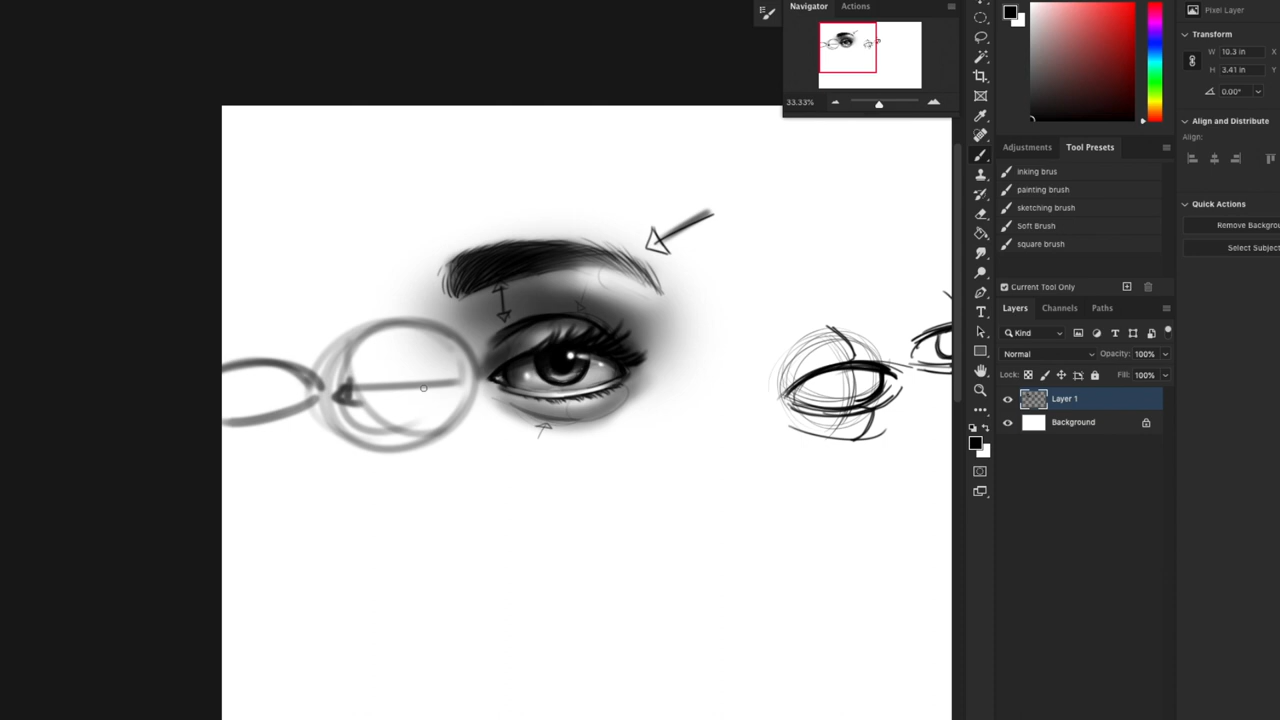 Navigator
Actions
33.33%
Pixel Layer
Transform
W 10.3 in X
H 3.41 in Y
0.00°
Align and Distribute
Align:
Quick Actions
Remove Backgrou
Select Subject
Adjustments
Tool Presets
Inking brus
painting brush
sketching brush
Soft Brush
square brush
Current Tool Only
Layers
Channels
Paths
Kind
Normal
Opacity: 100%
Lock:
Fill: 100%
Layer 1
Background